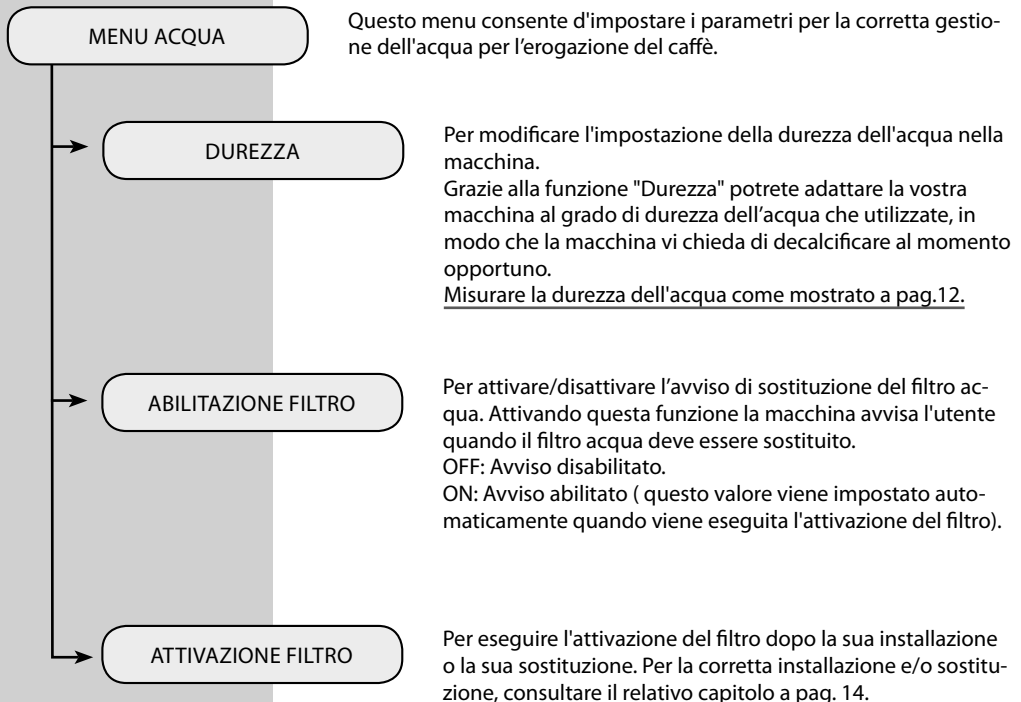 MENU ACQUA
Questo menu consente d'impostare i parametri per la corretta gestio-
ne dell'acqua per l’erogazione del caffè.
DUREZZA
Per modificare l'impostazione della durezza dell'acqua nella
macchina.
Grazie alla funzione "Durezza" potrete adattare la vostra
macchina al grado di durezza dell’acqua che utilizzate, in
modo che la macchina vi chieda di decalcificare al momento
opportuno.
Misurare la durezza dell'acqua come mostrato a pag.12.
ABILITAZIONE FILTRO
Per attivare/disattivare l’avviso di sostituzione del filtro ac-
qua. Attivando questa funzione la macchina avvisa l'utente
quando il filtro acqua deve essere sostituito.
OFF: Avviso disabilitato.
ON: Avviso abilitato ( questo valore viene impostato auto-
maticamente quando viene eseguita l'attivazione del filtro).
ATTIVAZIONE FILTRO
Per eseguire l'attivazione del filtro dopo la sua installazione
o la sua sostituzione. Per la corretta installazione e/o sostitu-
zione, consultare il relativo capitolo a pag. 14.